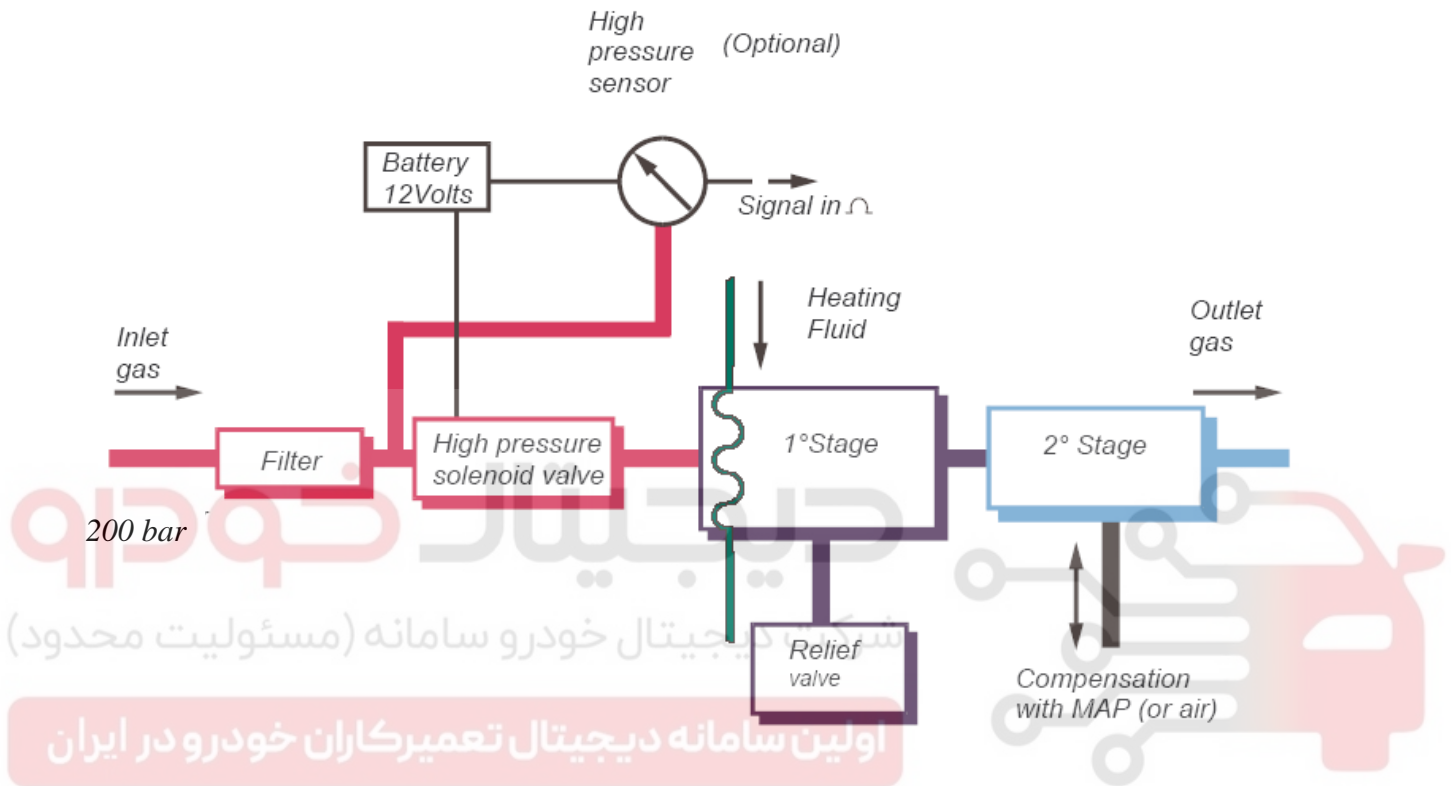 High
pressure
sensor
(Optional)
Battery
12Volts
Signal in Ω
Heating
Fluid
Inlet
gas
Outlet
gas
Filter
High pressure
solenoid valve
1°Stage
2° Stage
200 bar
دیجیتال خودرو
شرکت دیجیتال خودرو سامانه (مسئولیت محدود)
Relief
valve
Compensation
with MAP (or air)
اولین سامانه دیجیتال تعمیرکاران خودرو در ایران